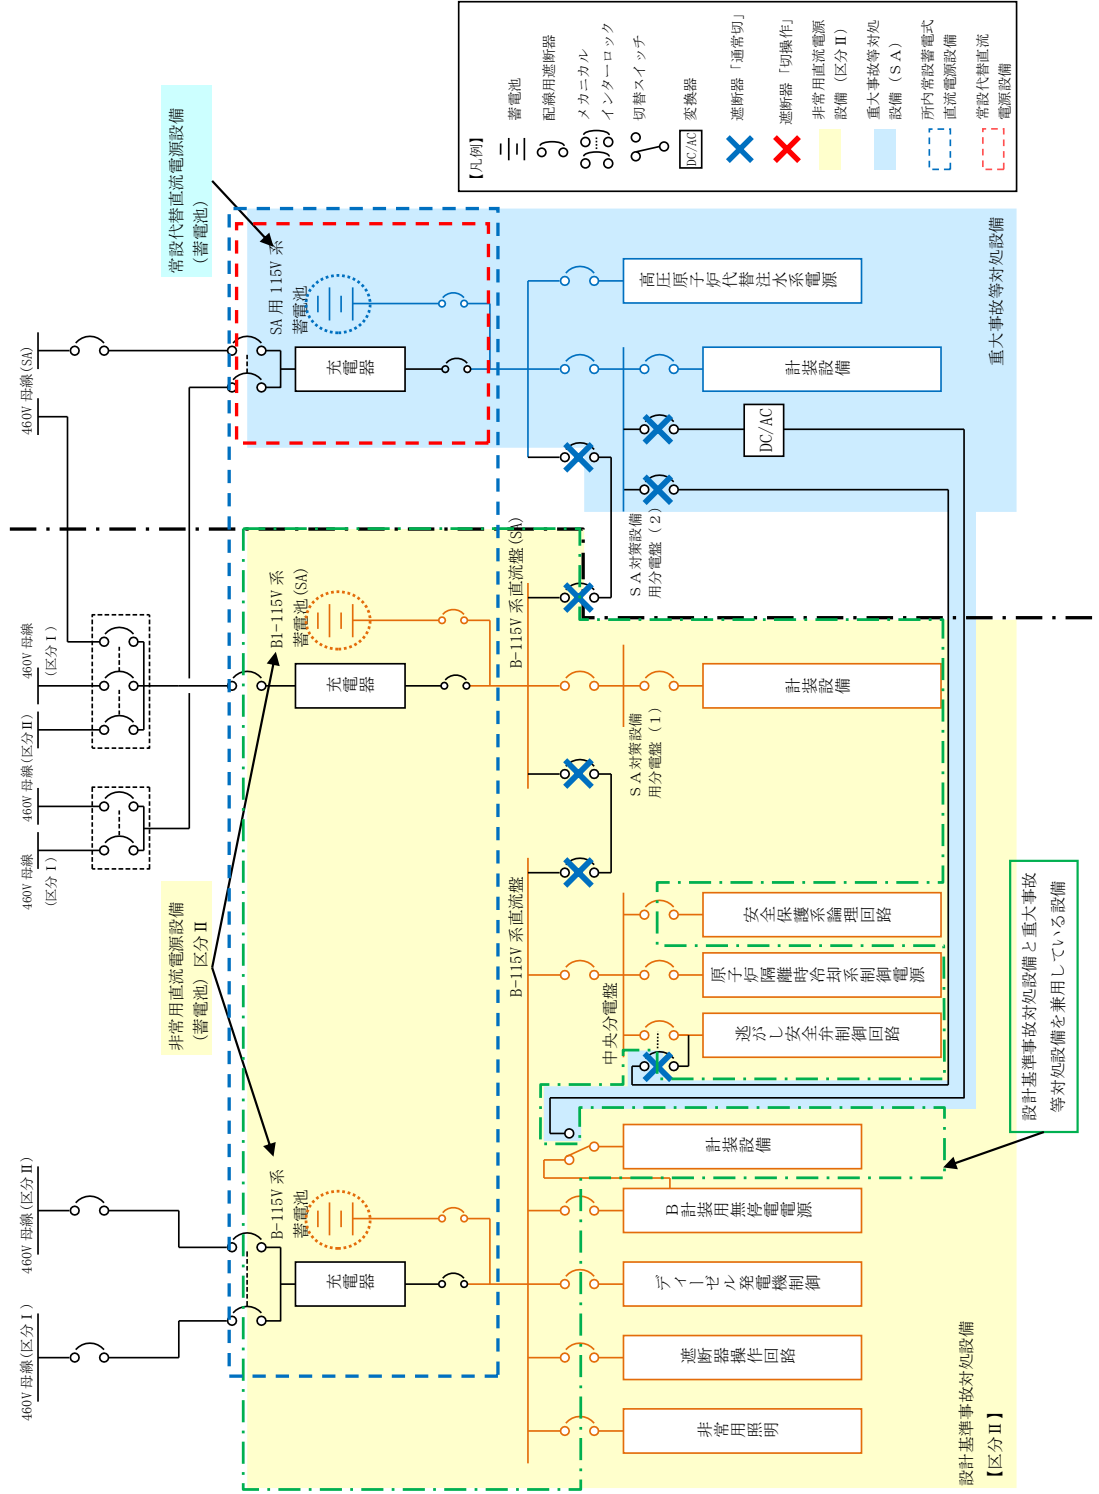 460V 母線(区分Ⅰ)
460V 母線(区分Ⅱ)
460V 母線
(区分Ⅰ)
460V 母線(区分Ⅱ)
460V 母線
(区分Ⅰ)
460V 母線(SA)
非常用直流電源設備
(蓄電池) 区分Ⅱ
常設代替直流電源設備
(蓄電池)
B-115V 系
蓄電池
充電器
B1-115V 系
蓄電池(SA)
充電器
SA 用 115V 系
蓄電池
充電器
B-115V 系直流盤
B-115V 系直流盤(SA)
中央分電盤
SA対策設備
用分電盤(1)
SA対策設備
用分電盤(2)
非常用照明
遮断器操作回路
ディーゼル発電機制御
B計装用無停電電源
計装設備
逃がし安全弁制御回路
原子炉隔離時冷却系制御電源
安全保護系論理回路
計装設備
DC/AC
計装設備
高圧原子炉代替注水系電源
設計基準事故対処設備
【区分Ⅱ】
重大事故等対処設備
設計基準事故対処設備と重大事故
等対処設備を兼用している設備
【凡例】
蓄電池
配線用遮断器
メカニカル
インターロック
切替スイッチ
DC/AC
変換器
遮断器「通常切」
遮断器「切操作」
非常用直流電源
設備(区分Ⅱ)
重大事故等対処
設備(SA)
所内常設蓄電式
直流電源設備
常設代替直流
電源設備